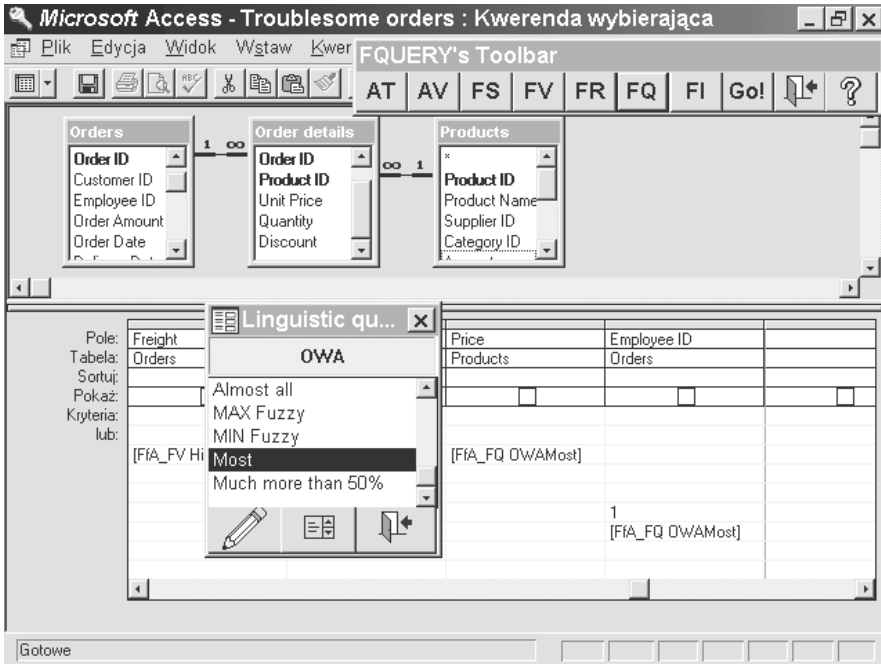 Microsoft Access - Troublesome orders : Kwerenda wybierająca
Plik Edycja Widok Wstaw Kwer
FQUERY's Toolbar
ABC
AT AV FS FV FR FQ FI Go! ?
Orders
Order ID
Customer ID
Employee ID
Order Amount
Order Date
1 ∞
Order details
Order ID
Product ID
Unit Price
Quantity
Discount
∞ 1
Products
*
Product ID
Product Name
Supplier ID
Category ID
Linguistic qu...
OWA
Almost all
MAX Fuzzy
MIN Fuzzy
Most
Much more than 50%
Pole: Freight Price Employee ID
Tabela: Orders Products Orders
Sortuj:
Pokaż:
Kryteria:
lub:
[FfA_FV Hi [FfA_FQ OWAMost]
1
[FfA_FQ OWAMost]
Gotowe